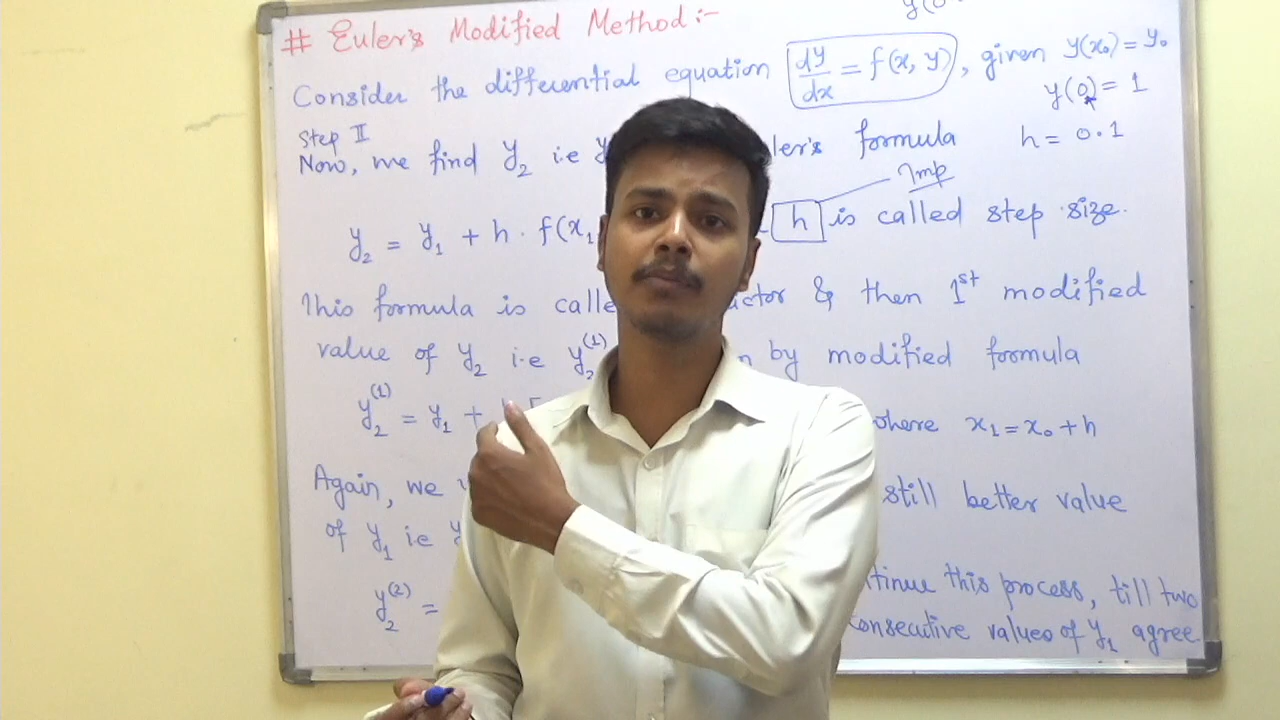 # Euler's Modified Method :-
y(0
Consider the differential equation dy/dx = f(x, y), given y(x₀) = y₀
y(0) = 1
Step II
Now, we find y₂ i.e y ler's formula h = 0.1
Imp
y₂ = y₁ + h · f(x₁ h is called step size.
This formula is calle ctor & then 1st modified
value of y₂ i.e y₂⁽¹⁾ n by modified formula
y₂⁽¹⁾ = y₁ + where x₁ = x₀ + h
Again, we still better value
of y₁ ie y
tinue this process, till two
y₂⁽²⁾ = consecutive values of y₁ agree.